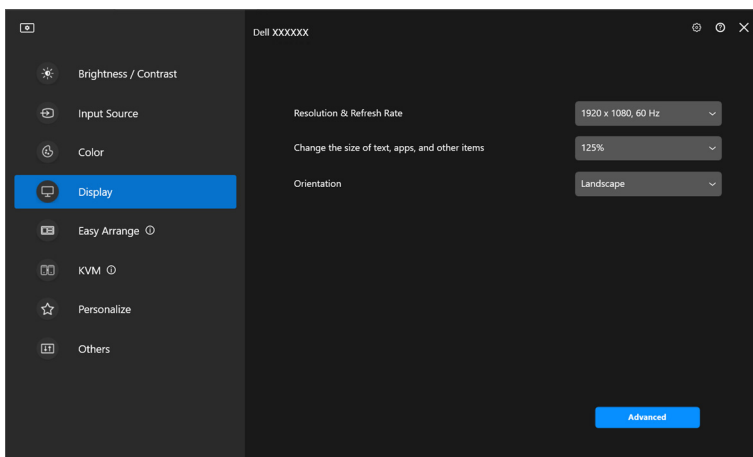 Dell XXXXXX
Brightness / Contrast
Input Source
Color
Display
Easy Arrange
KVM
Personalize
Others
Resolution & Refresh Rate
1920 x 1080, 60 Hz
Change the size of text, apps, and other items
125%
Orientation
Landscape
Advanced